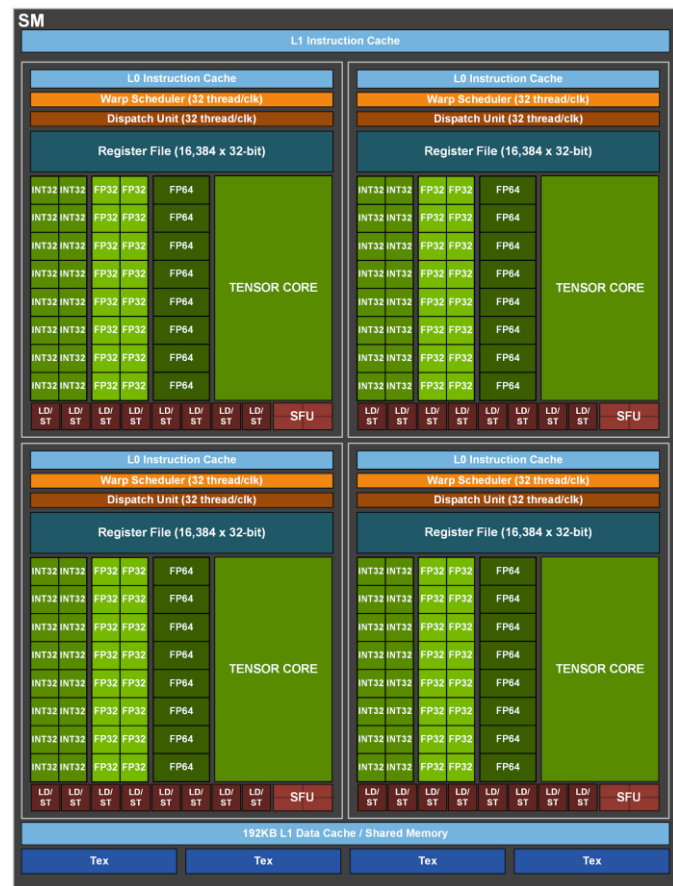 SM
L1 Instruction Cache
L0 Instruction Cache
Warp Scheduler (32 thread/clk)
Dispatch Unit (32 thread/clk)
Register File (16,384 x 32-bit)
INT32 INT32 FP32 FP32 FP64
INT32 INT32 FP32 FP32 FP64
INT32 INT32 FP32 FP32 FP64
INT32 INT32 FP32 FP32 FP64
INT32 INT32 FP32 FP32 FP64
INT32 INT32 FP32 FP32 FP64
INT32 INT32 FP32 FP32 FP64
INT32 INT32 FP32 FP32 FP64
TENSOR CORE
LD/ LD/ LD/ LD/ LD/ LD/ LD/ LD/
ST ST ST ST ST ST ST ST
SFU
L0 Instruction Cache
Warp Scheduler (32 thread/clk)
Dispatch Unit (32 thread/clk)
Register File (16,384 x 32-bit)
INT32 INT32 FP32 FP32 FP64
INT32 INT32 FP32 FP32 FP64
INT32 INT32 FP32 FP32 FP64
INT32 INT32 FP32 FP32 FP64
INT32 INT32 FP32 FP32 FP64
INT32 INT32 FP32 FP32 FP64
INT32 INT32 FP32 FP32 FP64
INT32 INT32 FP32 FP32 FP64
TENSOR CORE
LD/ LD/ LD/ LD/ LD/ LD/ LD/ LD/
ST ST ST ST ST ST ST ST
SFU
L0 Instruction Cache
Warp Scheduler (32 thread/clk)
Dispatch Unit (32 thread/clk)
Register File (16,384 x 32-bit)
INT32 INT32 FP32 FP32 FP64
INT32 INT32 FP32 FP32 FP64
INT32 INT32 FP32 FP32 FP64
INT32 INT32 FP32 FP32 FP64
INT32 INT32 FP32 FP32 FP64
INT32 INT32 FP32 FP32 FP64
INT32 INT32 FP32 FP32 FP64
INT32 INT32 FP32 FP32 FP64
TENSOR CORE
LD/ LD/ LD/ LD/ LD/ LD/ LD/ LD/
ST ST ST ST ST ST ST ST
SFU
L0 Instruction Cache
Warp Scheduler (32 thread/clk)
Dispatch Unit (32 thread/clk)
Register File (16,384 x 32-bit)
INT32 INT32 FP32 FP32 FP64
INT32 INT32 FP32 FP32 FP64
INT32 INT32 FP32 FP32 FP64
INT32 INT32 FP32 FP32 FP64
INT32 INT32 FP32 FP32 FP64
INT32 INT32 FP32 FP32 FP64
INT32 INT32 FP32 FP32 FP64
INT32 INT32 FP32 FP32 FP64
TENSOR CORE
LD/ LD/ LD/ LD/ LD/ LD/ LD/ LD/
ST ST ST ST ST ST ST ST
SFU
192KB L1 Data Cache / Shared Memory
Tex Tex Tex Tex